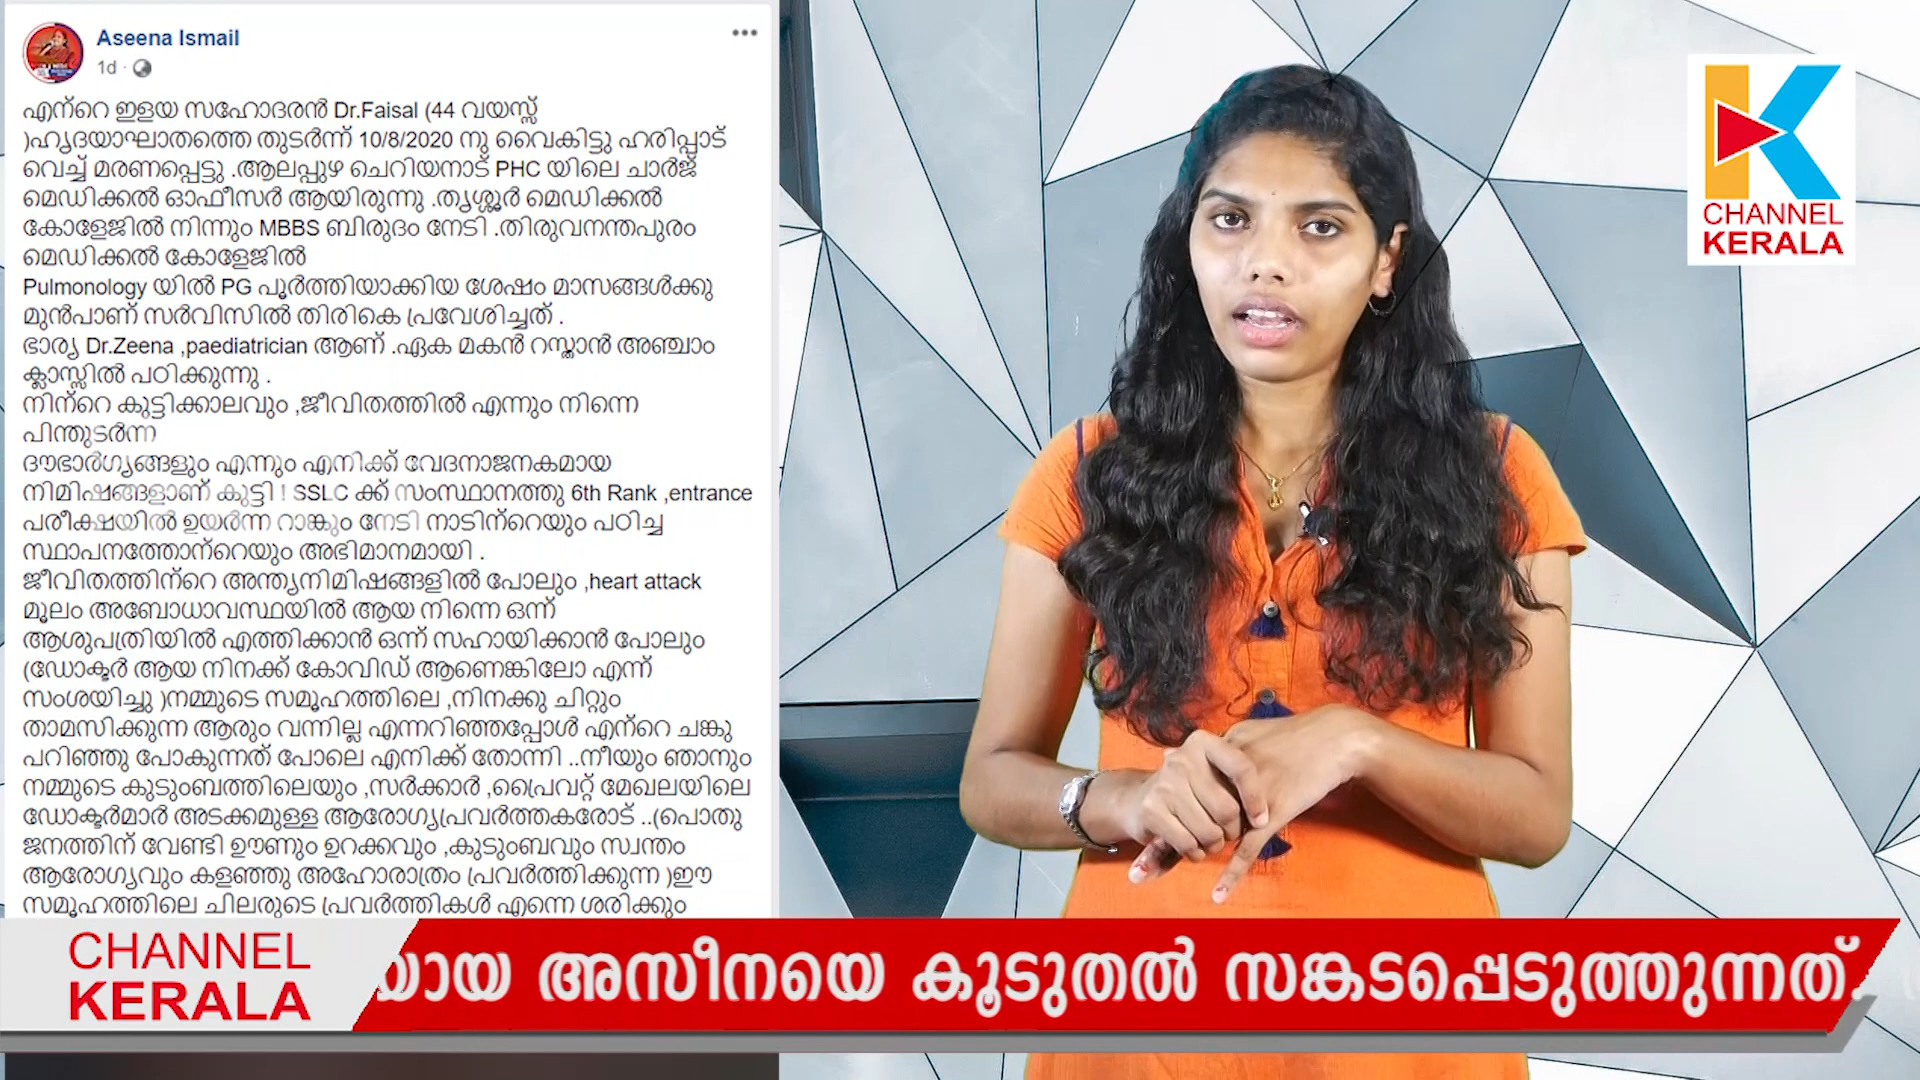 Aseena Ismail
1d
എന്റെ ഇളയ സഹോദരൻ Dr.Faisal (44 വയസ്സ്
)ഹൃദയാഘാതത്തെ തുടർന്ന് 10/8/2020 നു വൈകിട്ടു ഹരിപ്പാട്
വെച്ച് മരണപ്പെട്ടു .ആലപ്പുഴ ചെറിയനാട് PHC യിലെ ചാർജ്
മെഡിക്കൽ ഓഫീസർ ആയിരുന്നു .തൃശ്ശൂർ മെഡിക്കൽ
കോളേജിൽ നിന്നും MBBS ബിരുദം നേടി .തിരുവനന്തപുരം
മെഡിക്കൽ കോളേജിൽ
Pulmonology യിൽ PG പൂർത്തിയാക്കിയ ശേഷം മാസങ്ങൾക്കു
മുൻപാണ് സർവിസിൽ തിരികെ പ്രവേശിച്ചത് .
ഭാര്യ Dr.Zeena ,paediatrician ആണ് .ഏക മകൻ റസ്താൻ അഞ്ചാം
ക്ലാസ്സിൽ പഠിക്കുന്നു .
നിന്റെ കുട്ടിക്കാലവും ,ജീവിതത്തിൽ എന്നും നിന്നെ
പിന്തുടർന്ന
ദൗഭാർഗ്യങ്ങളും എന്നും എനിക്ക് വേദനാജനകമായ
നിമിഷങ്ങളാണ് കുട്ടി ! SSLC ക്ക് സംസ്ഥാനത്തു 6th Rank ,entrance
പരീക്ഷയിൽ ഉയർന്ന റാങ്കും നേടി നാടിന്റെയും പഠിച്ച
സ്ഥാപനത്തോന്റെയും അഭിമാനമായി .
ജീവിതത്തിന്റെ അന്ത്യനിമിഷങ്ങളിൽ പോലും ,heart attack
മൂലം അബോധാവസ്ഥയിൽ ആയ നിന്നെ ഒന്ന്
ആശുപത്രിയിൽ എത്തിക്കാൻ ഒന്ന് സഹായിക്കാൻ പോലും
(ഡോക്ടർ ആയ നിനക്ക് കോവിഡ് ആണെങ്കിലോ എന്ന്
സംശയിച്ചു )നമ്മുടെ സമൂഹത്തിലെ ,നിനക്കു ചിറ്റും
താമസിക്കുന്ന ആരും വന്നില്ല എന്നറിഞ്ഞപ്പോൾ എന്റെ ചങ്കു
പറിഞ്ഞു പോകുന്നത് പോലെ എനിക്ക് തോന്നി ..നീയും ഞാനും
നമ്മുടെ കുടുംബത്തിലെയും ,സർക്കാർ ,പ്രൈവറ്റ് മേഖലയിലെ
ഡോക്ടർമാർ അടക്കമുള്ള ആരോഗ്യപ്രവർത്തകരോട് ..(പൊതു
ജനത്തിന് വേണ്ടി ഊണും ഉറക്കവും ,കുടുംബവും സ്വന്തം
ആരോഗ്യവും കളഞ്ഞു അഹോരാത്രം പ്രവർത്തിക്കുന്ന )ഈ
സമൂഹത്തിലെ ചിലരുടെ പ്രവർത്തികൾ എന്നെ ശരിക്കും
CHANNEL
KERALA
CHANNEL
KERALA
യായ അസീനയെ കൂടുതൽ സങ്കടപ്പെടുത്തുന്നത്.